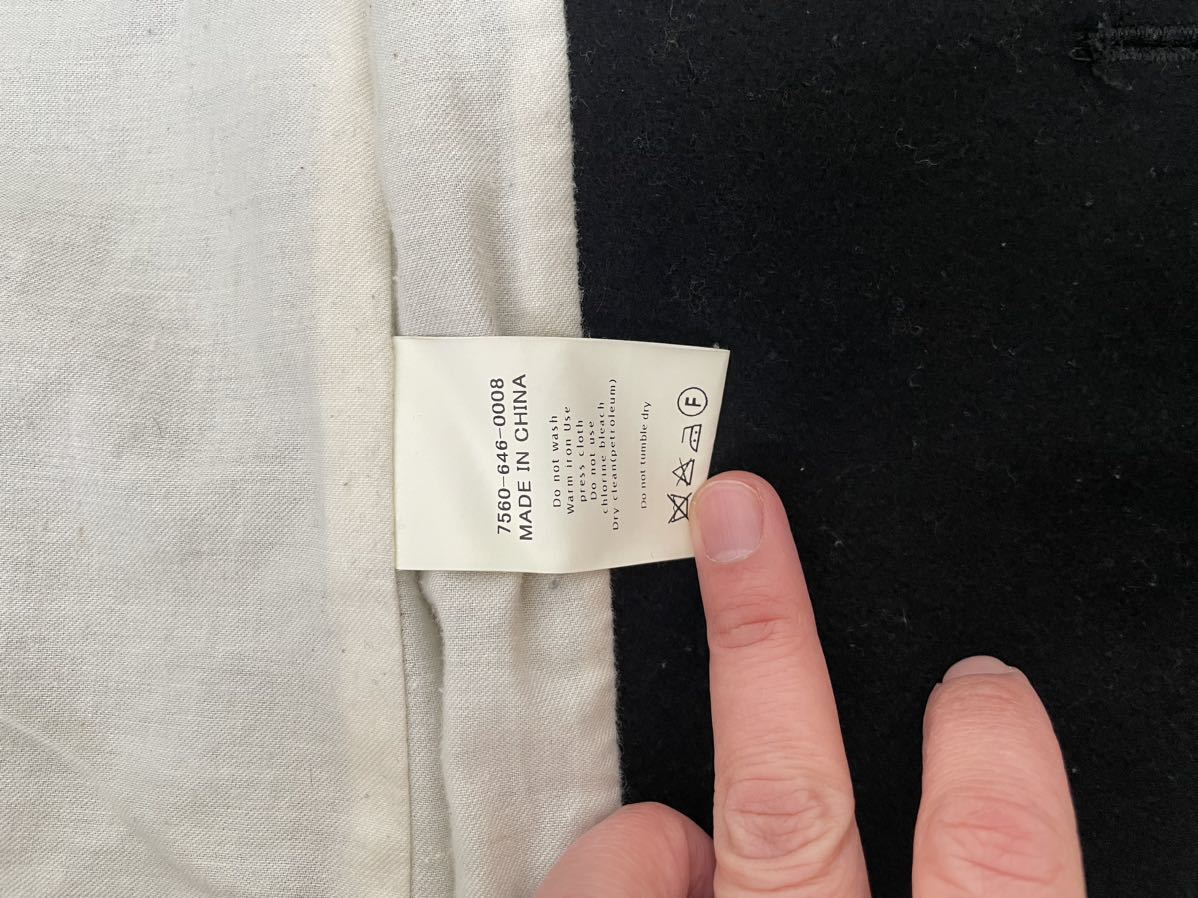 7560-646-0008
MADE IN CHINA
Do not wash
Warm iron Use
press cloth
Do not use
chlorine bleach
Dry clean(petroleum)
Do not tumble dry
F